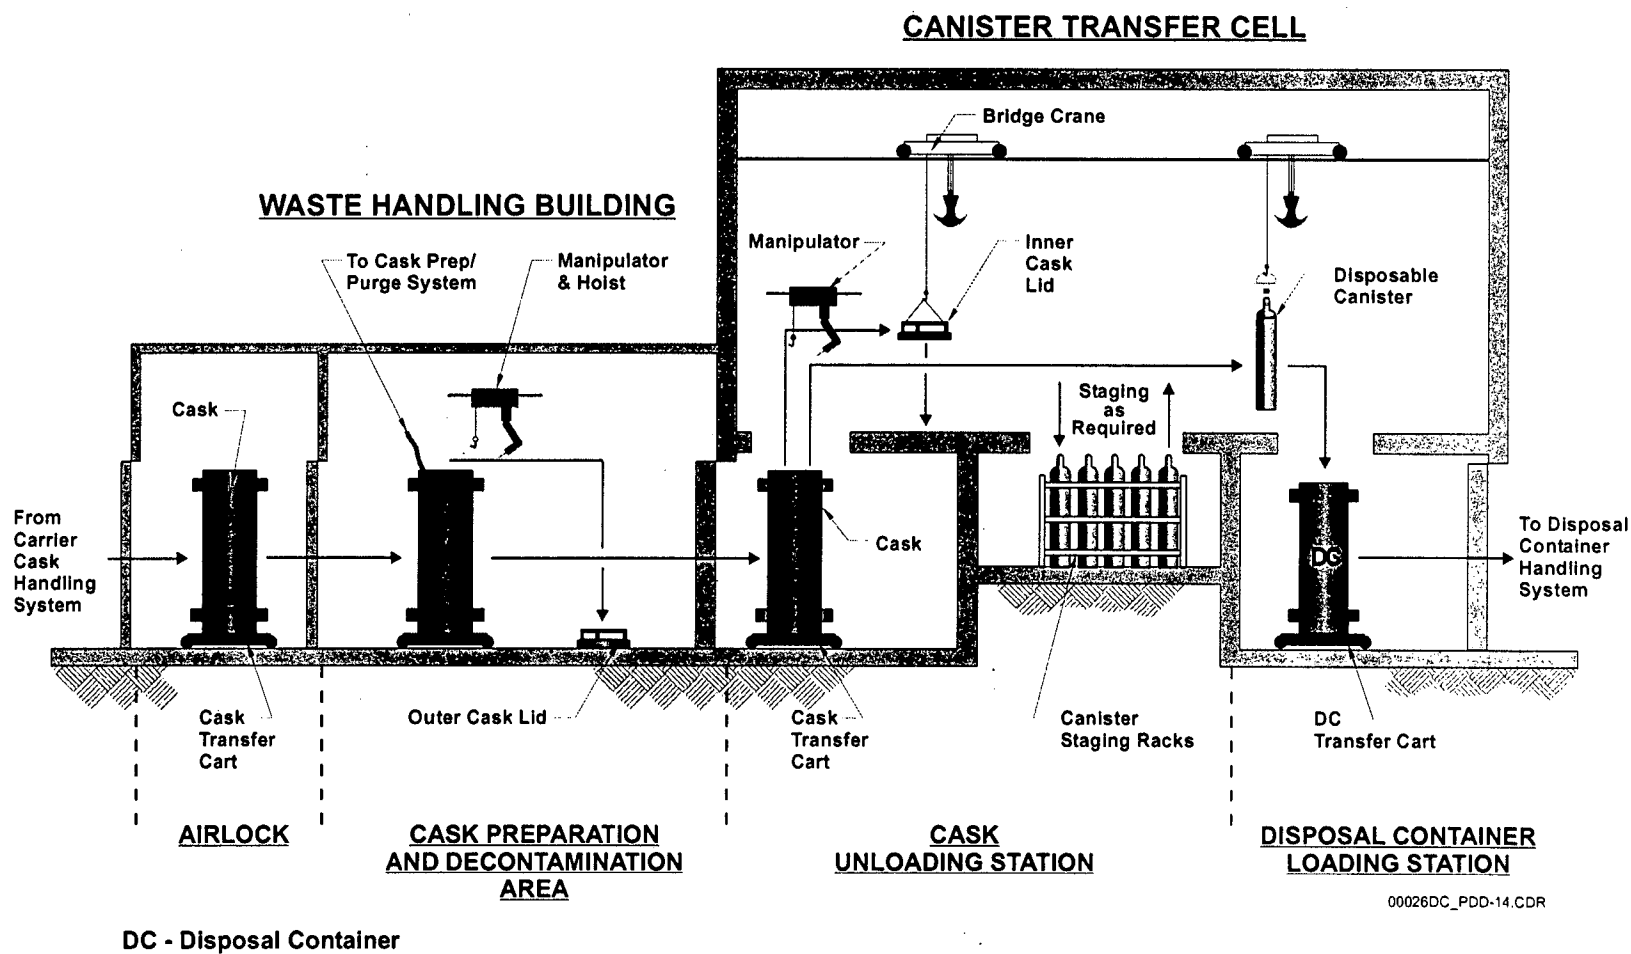 CANISTER TRANSFER CELL
Bridge Crane
WASTE HANDLING BUILDING
To Cask Prep/
Purge System
Manipulator
& Hoist
Manipulator
Inner
Cask
Lid
Disposable
Canister
Cask
Staging
as
Required
From
Carrier
Cask
Handling
System
Cask
DC
To Disposal
Container
Handling
System
Cask
Transfer
Cart
Outer Cask Lid
Cask
Transfer
Cart
Canister
Staging Racks
DC
Transfer Cart
AIRLOCK
CASK PREPARATION
AND DECONTAMINATION
AREA
CASK
UNLOADING STATION
DISPOSAL CONTAINER
LOADING STATION
00026DC_PDD-14.CDR
DC - Disposal Container